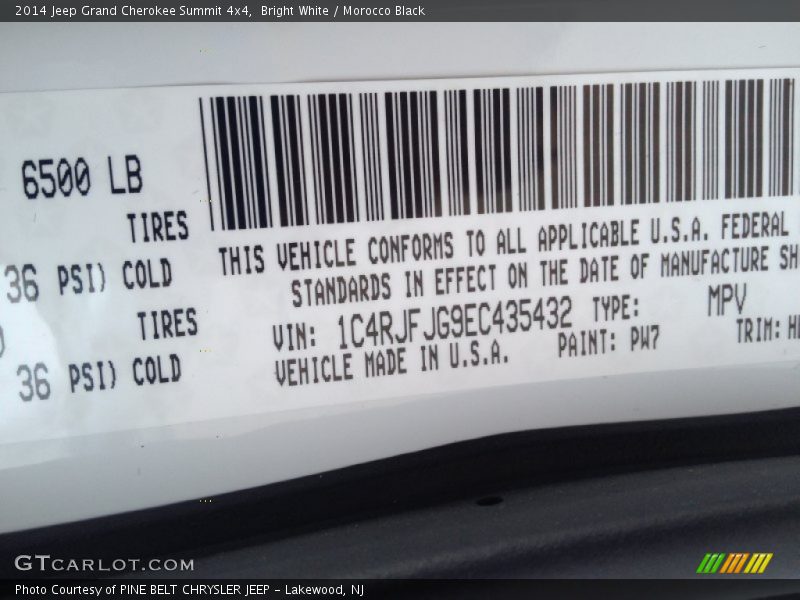 2014 Jeep Grand Cherokee Summit 4x4,  Bright White / Morocco Black
6500 LB
TIRES
36 PSI) COLD
TIRES
36 PSI) COLD
THIS VEHICLE CONFORMS TO ALL APPLICABLE U.S.A. FEDERAL
STANDARDS IN EFFECT ON THE DATE OF MANUFACTURE SH
VIN: 1C4RJFJG9EC435432 TYPE: MPV
VEHICLE MADE IN U.S.A. PAINT: PW7 TRIM:
GTCARLOT.COM
Photo Courtesy of PINE BELT CHRYSLER JEEP - Lakewood, NJ